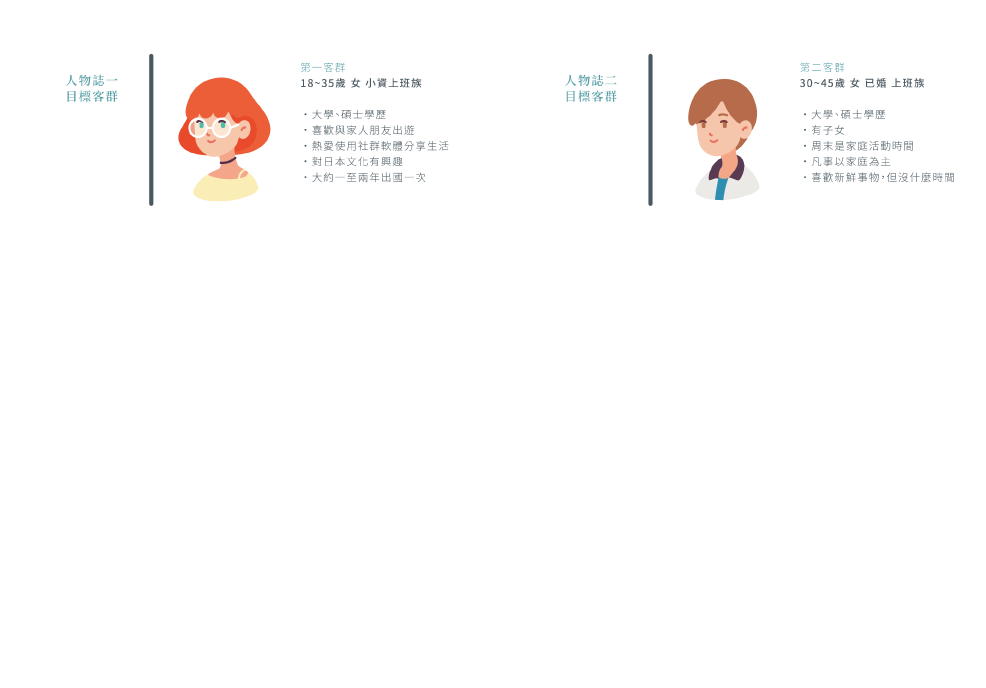 人物誌一
目標客群
第一客群
18~35歲 女 小資上班族
・大學、碩士學歷
・喜歡與家人朋友出遊
・熱愛使用社群軟體分享生活
・對日本文化有興趣
・大約一至兩年出國一次
人物誌二
目標客群
第二客群
30~45歲 女 已婚 上班族
・大學、碩士學歷
・有子女
・周末是家庭活動時間
・凡事以家庭為主
・喜歡新鮮事物，但沒什麼時間